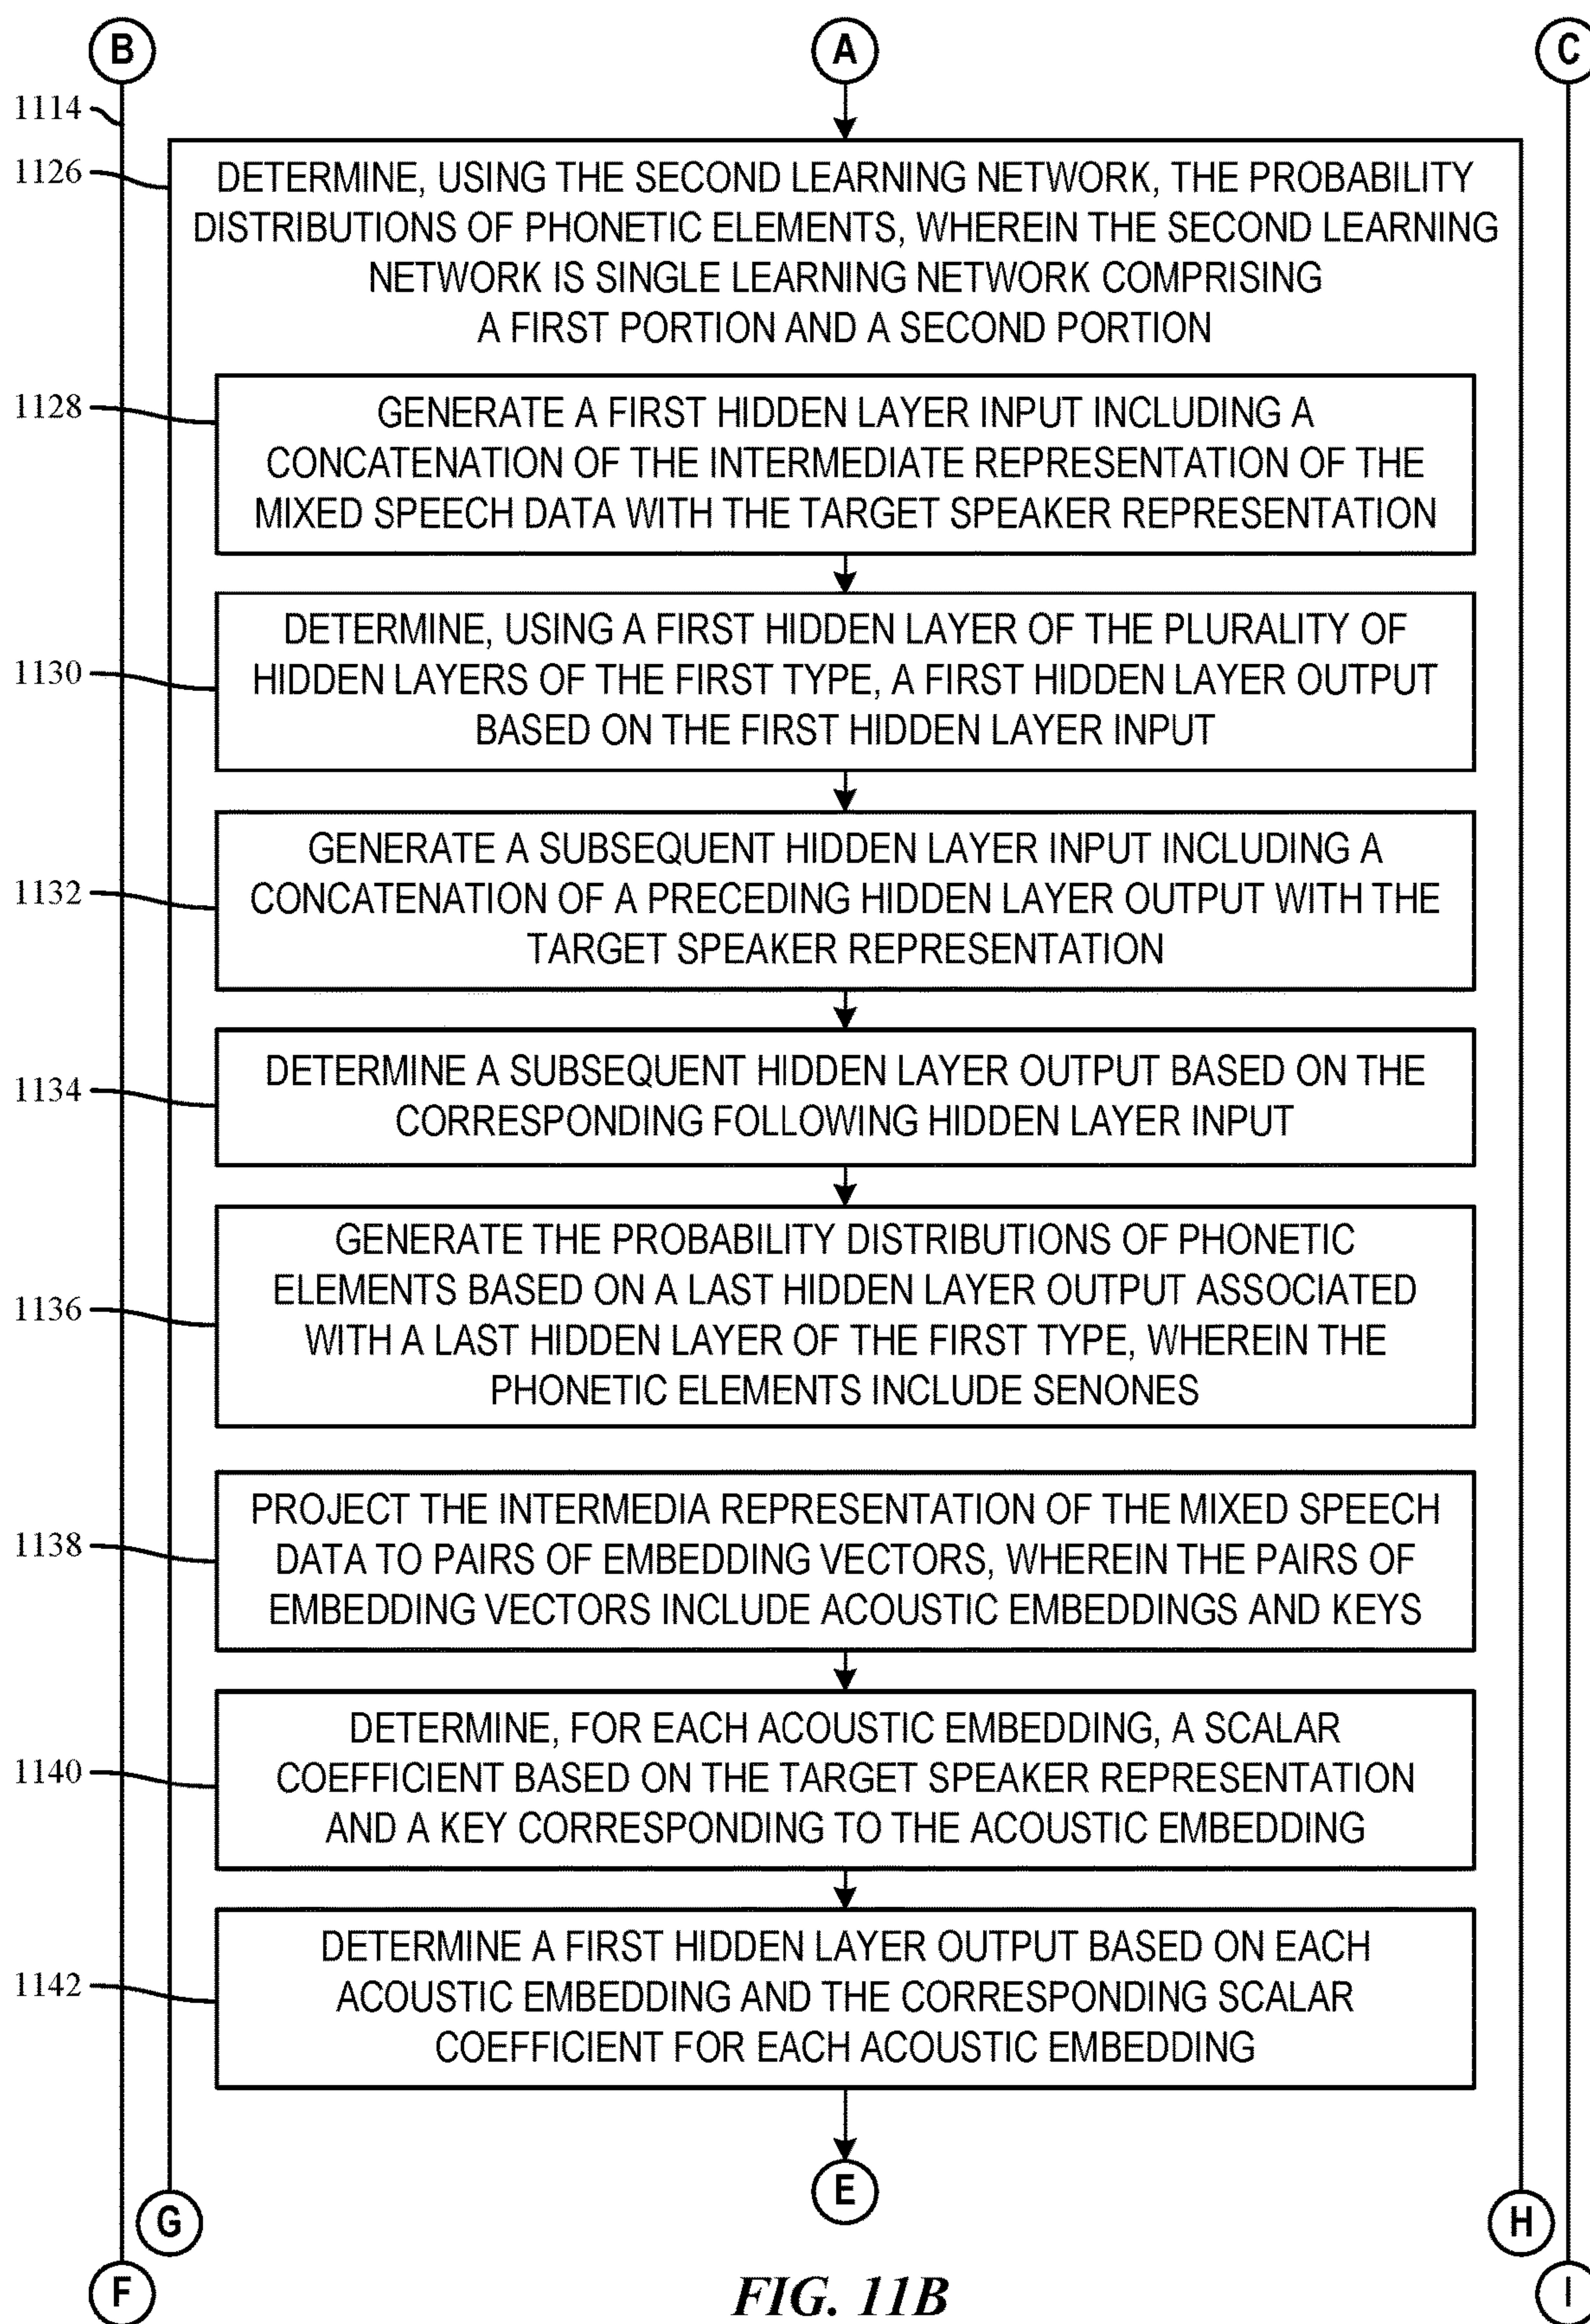 B
A
C
1114
1126
DETERMINE, USING THE SECOND LEARNING NETWORK, THE PROBABILITY
DISTRIBUTIONS OF PHONETIC ELEMENTS, WHEREIN THE SECOND LEARNING
NETWORK IS SINGLE LEARNING NETWORK COMPRISING
A FIRST PORTION AND A SECOND PORTION
1128
GENERATE A FIRST HIDDEN LAYER INPUT INCLUDING A
CONCATENATION OF THE INTERMEDIATE REPRESENTATION OF THE
MIXED SPEECH DATA WITH THE TARGET SPEAKER REPRESENTATION
1130
DETERMINE, USING A FIRST HIDDEN LAYER OF THE PLURALITY OF
HIDDEN LAYERS OF THE FIRST TYPE, A FIRST HIDDEN LAYER OUTPUT
BASED ON THE FIRST HIDDEN LAYER INPUT
1132
GENERATE A SUBSEQUENT HIDDEN LAYER INPUT INCLUDING A
CONCATENATION OF A PRECEDING HIDDEN LAYER OUTPUT WITH THE
TARGET SPEAKER REPRESENTATION
1134
DETERMINE A SUBSEQUENT HIDDEN LAYER OUTPUT BASED ON THE
CORRESPONDING FOLLOWING HIDDEN LAYER INPUT
1136
GENERATE THE PROBABILITY DISTRIBUTIONS OF PHONETIC
ELEMENTS BASED ON A LAST HIDDEN LAYER OUTPUT ASSOCIATED
WITH A LAST HIDDEN LAYER OF THE FIRST TYPE, WHEREIN THE
PHONETIC ELEMENTS INCLUDE SENONES
1138
PROJECT THE INTERMEDIA REPRESENTATION OF THE MIXED SPEECH
DATA TO PAIRS OF EMBEDDING VECTORS, WHEREIN THE PAIRS OF
EMBEDDING VECTORS INCLUDE ACOUSTIC EMBEDDINGS AND KEYS
1140
DETERMINE, FOR EACH ACOUSTIC EMBEDDING, A SCALAR
COEFFICIENT BASED ON THE TARGET SPEAKER REPRESENTATION
AND A KEY CORRESPONDING TO THE ACOUSTIC EMBEDDING
1142
DETERMINE A FIRST HIDDEN LAYER OUTPUT BASED ON EACH
ACOUSTIC EMBEDDING AND THE CORRESPONDING SCALAR
COEFFICIENT FOR EACH ACOUSTIC EMBEDDING
E
G
H
F
I
FIG. 11B